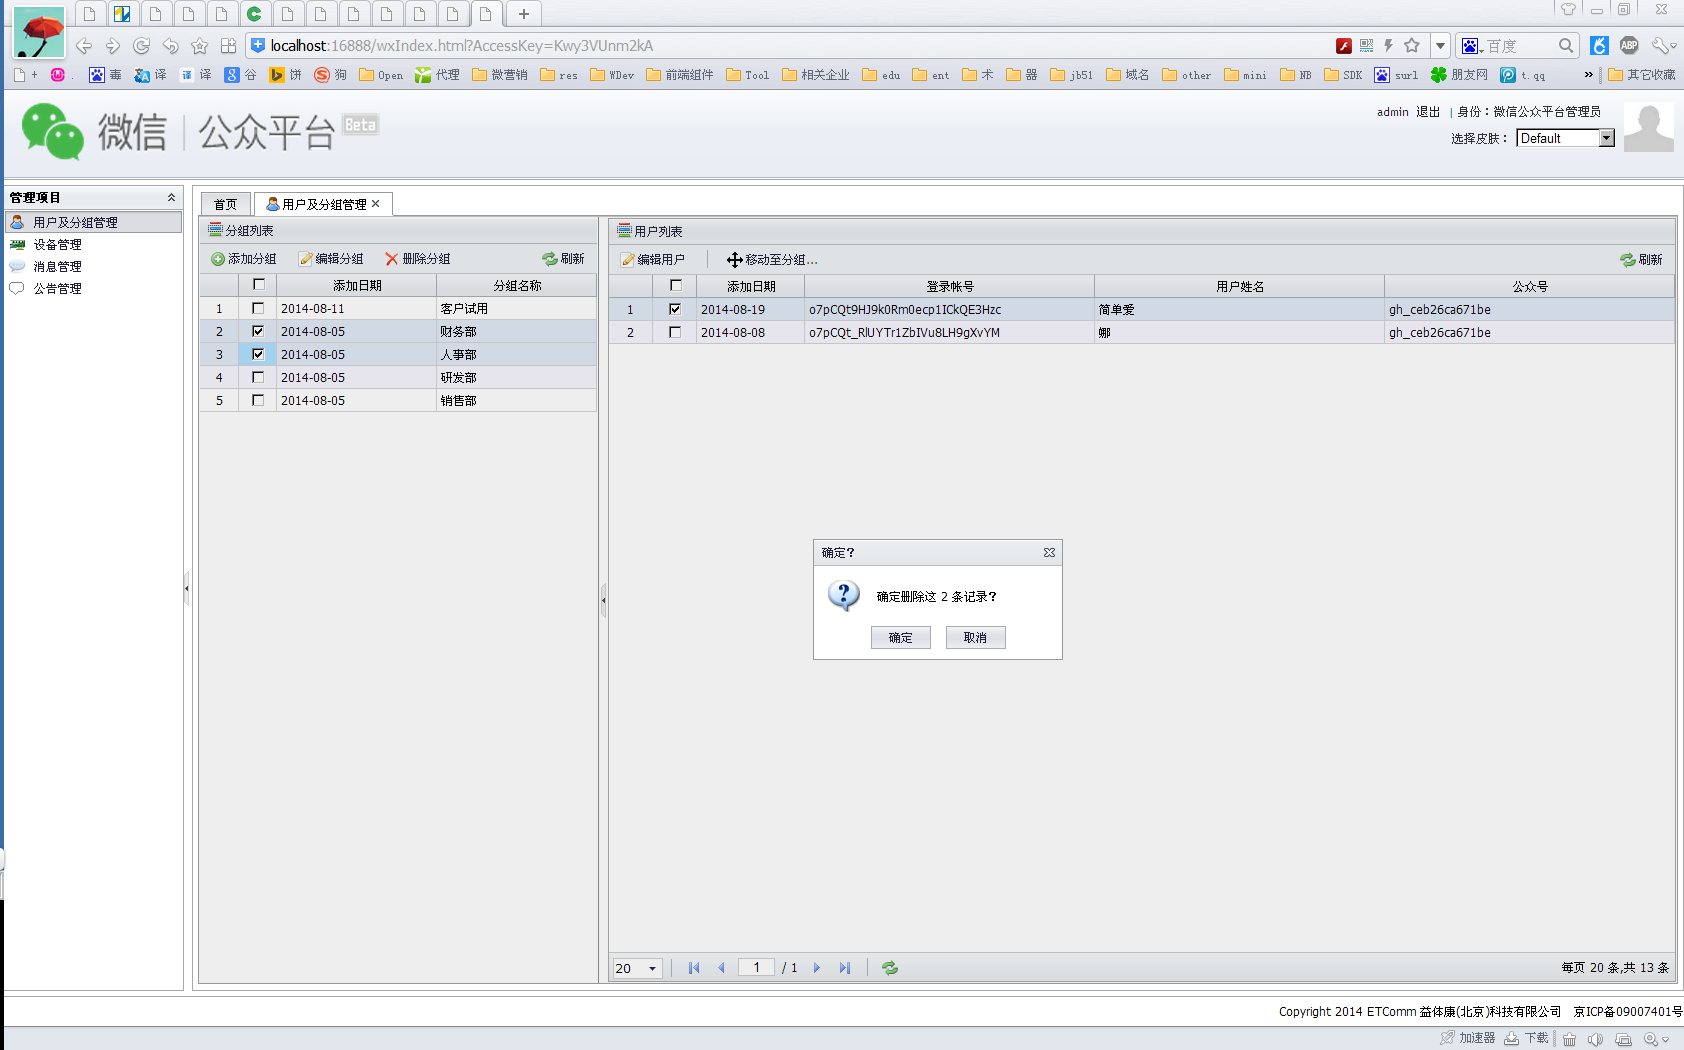 localhost:16888/wxIndex.html?AccessKey=Kwy3VUnm2kA
百度
ABP
+ . 毒 译 译 谷 饼 狗 Open 代理 微营销 res WDev 前端组件 Tool 相关企业 edu ent 术 器 jb51 域名 other mini NB SDK surl 朋友网 t.qq » 其它收藏
微信 公众平台 Beta
admin 退出 | 身份：微信公众平台管理员
选择皮肤： Default
管理项目
用户及分组管理
设备管理
消息管理
公告管理
首页 用户及分组管理
分组列表
添加分组 编辑分组 删除分组 刷新
添加日期 分组名称
1 2014-08-11 客户试用
2 2014-08-05 财务部
3 2014-08-05 人事部
4 2014-08-05 研发部
5 2014-08-05 销售部
用户列表
编辑用户 移动至分组... 刷新
添加日期 登录帐号 用户姓名 公众号
1 2014-08-19 o7pCQt9HJ9k0Rm0ecp1ICkQE3Hzc 简单爱 gh_ceb26ca671be
2 2014-08-08 o7pCQt_RlUYTr1ZbIVu8LH9gXvYM 娜 gh_ceb26ca671be
确定?
确定删除这 2 条记录?
确定 取消
20 1 / 1 每页 20 条,共 13 条
Copyright 2014 ETComm 益体康(北京)科技有限公司 京ICP备09007401号
加速器 下载